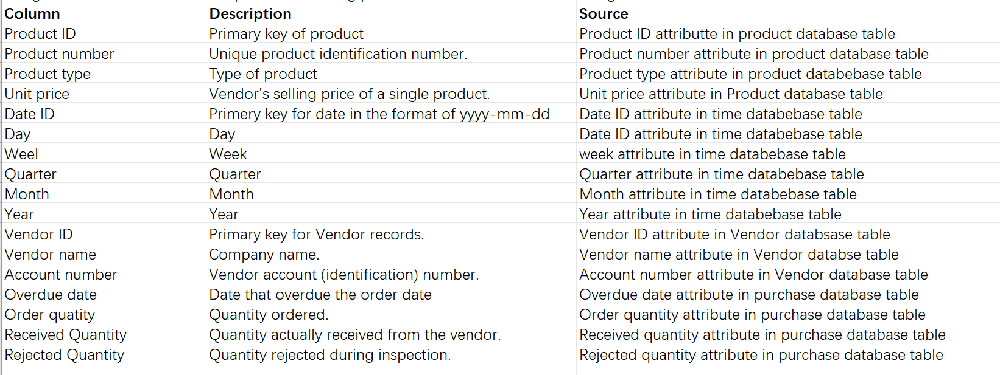 Column Description Source
Product ID Primary key of product Product ID attributte in product database table
Product number Unique product identification number. Product number attribute in product database table
Product type Type of product Product type attribute in product databebase table
Unit price Vendor's selling price of a single product. Unit price attribute in Product database table
Date ID Primery key for date in the format of yyyy-mm-dd Date ID attribute in time databebase table
Day Day Date ID attribute in time databebase table
Weel Week week attribute in time databebase table
Quarter Quarter Quarter attribute in time databebase table
Month Month Month attribute in time databebase table
Year Year Year attribute in time databebase table
Vendor ID Primary key for Vendor records. Vendor ID attribute in Vendor databsase table
Vendor name Company name. Vendor name attribute in Vendor databse table
Account number Vendor account (identification) number. Account number attribute in Vendor database table
Overdue date Date that overdue the order date Overdue date attribute in purchase database table
Order quatity Quantity ordered. Order quantity attribute in purchase database table
Received Quantity Quantity actually received from the vendor. Received quantity attribute in purchase database table
Rejected Quantity Quantity rejected during inspection. Rejected quantity attribute in purchase database table